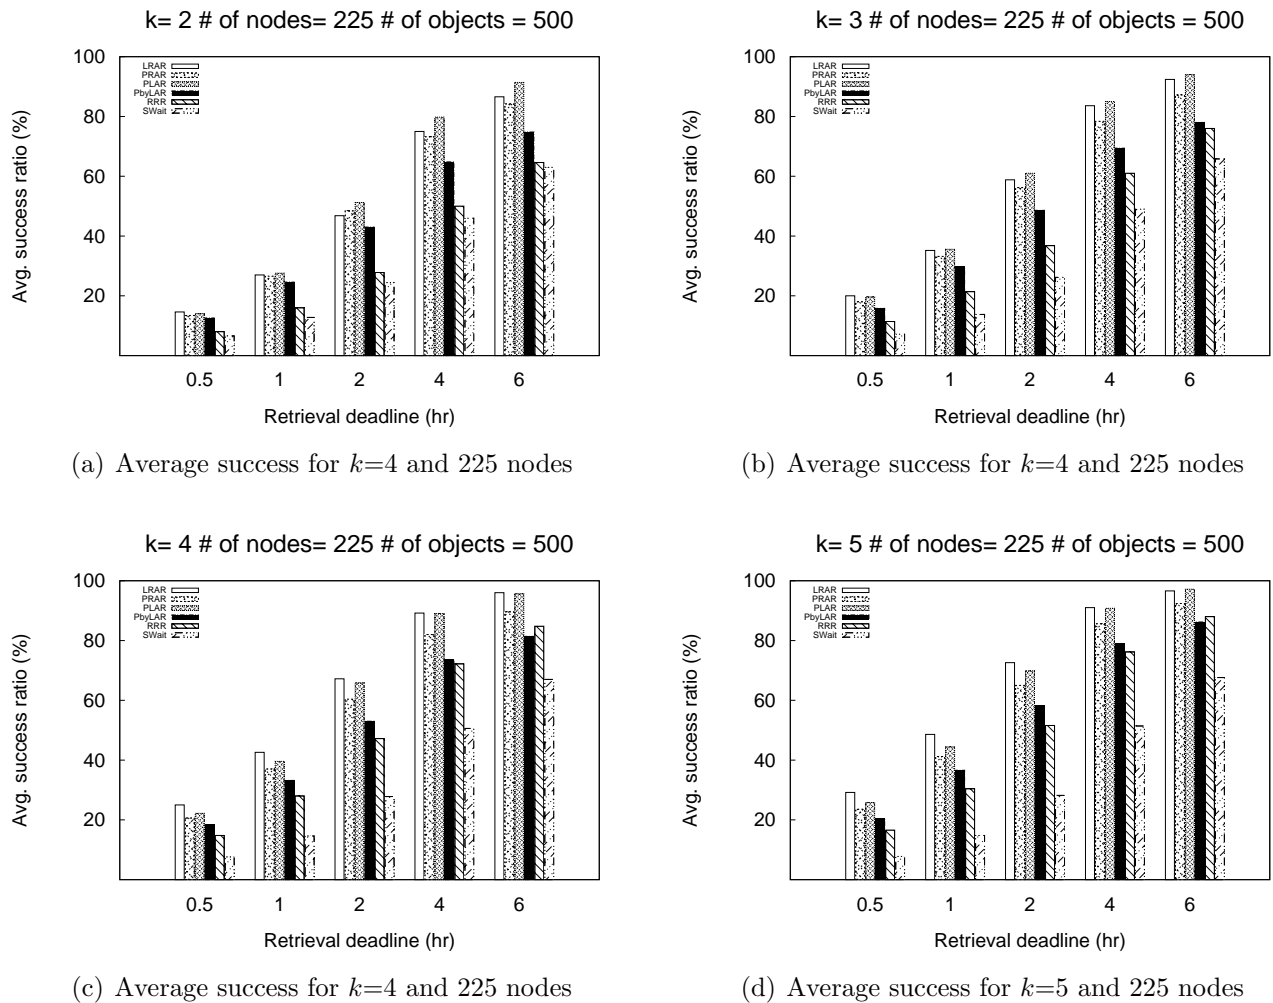 k= 2 # of nodes= 225 # of objects = 500
Avg. success ratio (%)
100
80
60
40
20
LRAR
PRAR
PLAR
PbyLAR
RRR
SWait
0.5 1 2 4 6
Retrieval deadline (hr)
(a) Average success for k=4 and 225 nodes
k= 3 # of nodes= 225 # of objects = 500
Avg. success ratio (%)
100
80
60
40
20
LRAR
PRAR
PLAR
PbyLAR
RRR
SWait
0.5 1 2 4 6
Retrieval deadline (hr)
(b) Average success for k=4 and 225 nodes
k= 4 # of nodes= 225 # of objects = 500
Avg. success ratio (%)
100
80
60
40
20
LRAR
PRAR
PLAR
PbyLAR
RRR
SWait
0.5 1 2 4 6
Retrieval deadline (hr)
(c) Average success for k=4 and 225 nodes
k= 5 # of nodes= 225 # of objects = 500
Avg. success ratio (%)
100
80
60
40
20
LRAR
PRAR
PLAR
PbyLAR
RRR
SWait
0.5 1 2 4 6
Retrieval deadline (hr)
(d) Average success for k=5 and 225 nodes